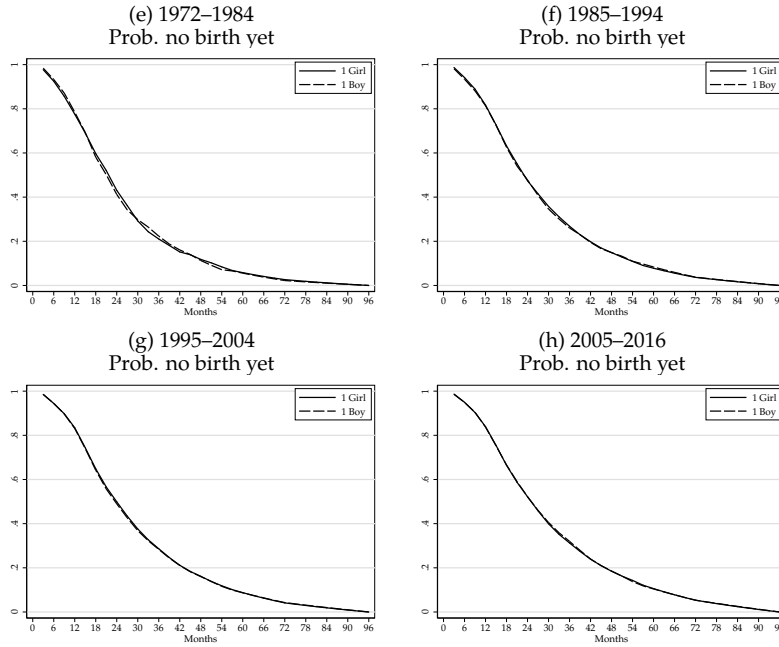 (e) 1972–1984
Prob. no birth yet
1 Girl
1 Boy
1
.8
.6
.4
.2
0
0 6 12 18 24 30 36 42 48 54 60 66 72 78 84 90 96
Months
(f) 1985–1994
Prob. no birth yet
1 Girl
1 Boy
1
.8
.6
.4
.2
0
0 6 12 18 24 30 36 42 48 54 60 66 72 78 84 90
Months
(g) 1995–2004
Prob. no birth yet
1 Girl
1 Boy
1
.8
.6
.4
.2
0
0 6 12 18 24 30 36 42 48 54 60 66 72 78 84 90 96
Months
(h) 2005–2016
Prob. no birth yet
1 Girl
1 Boy
1
.8
.6
.4
.2
0
0 6 12 18 24 30 36 42 48 54 60 66 72 78 84 90
Months